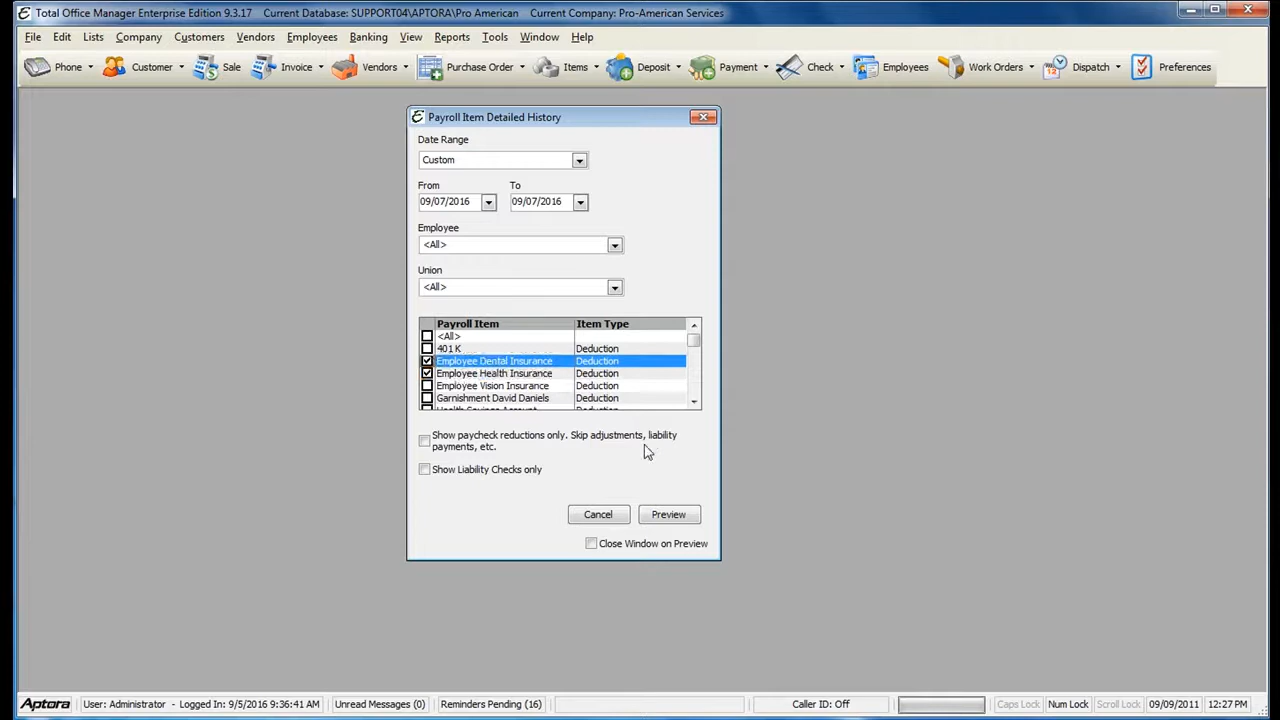 Total Office Manager Enterprise Edition 9.3.17 Current Database: SUPPORT04\APTORA\Pro American Current Company: Pro-American Services
File Edit Lists Company Customers Vendors Employees Banking View Reports Tools Window Help
Phone Customer Sale Invoice Vendors Purchase Order Items Deposit Payment Check Employees Work Orders Dispatch Preferences
Payroll Item Detailed History
Date Range
Custom
From To
09/07/2016 09/07/2016
Employee
<All>
Union
<All>
Payroll Item Item Type
<All>
401 K Deduction
Employee Dental Insurance Deduction
Employee Health Insurance Deduction
Employee Vision Insurance Deduction
Garnishment David Daniels Deduction
Health Savings Account Deduction
Show paycheck reductions only. Skip adjustments, liability
payments, etc.
Show Liability Checks only
Cancel Preview
Close Window on Preview
Aptora User: Administrator - Logged In: 9/5/2016 9:36:41 AM Unread Messages (0) Reminders Pending (16) Caller ID: Off Caps Lock Num Lock Scroll Lock 09/09/2011 12:27 PM